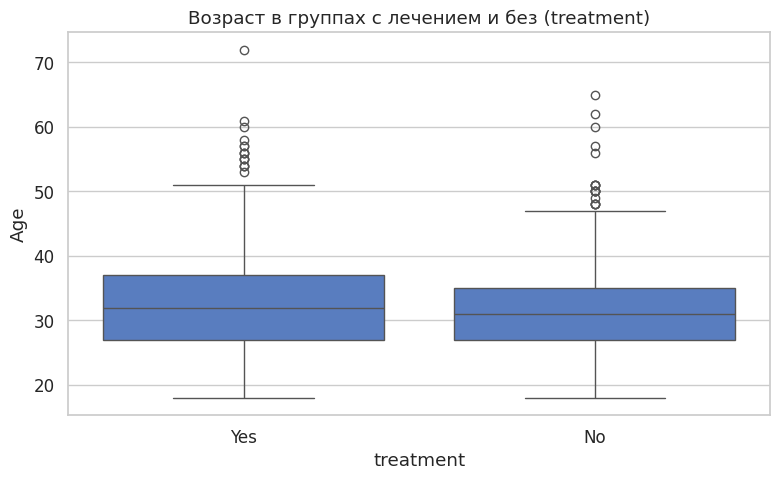 Возраст в группах с лечением и без (treatment)
70
60
50
40
30
20
Age
Yes
No
treatment